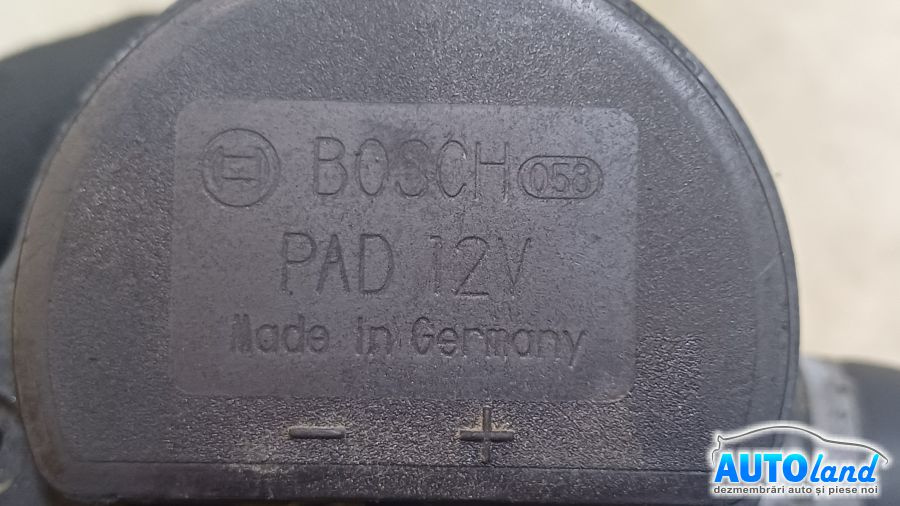 BOSCH 053
PAD 12V
Made in Germany
- +
AUTOland
dezmembrări auto și piese noi